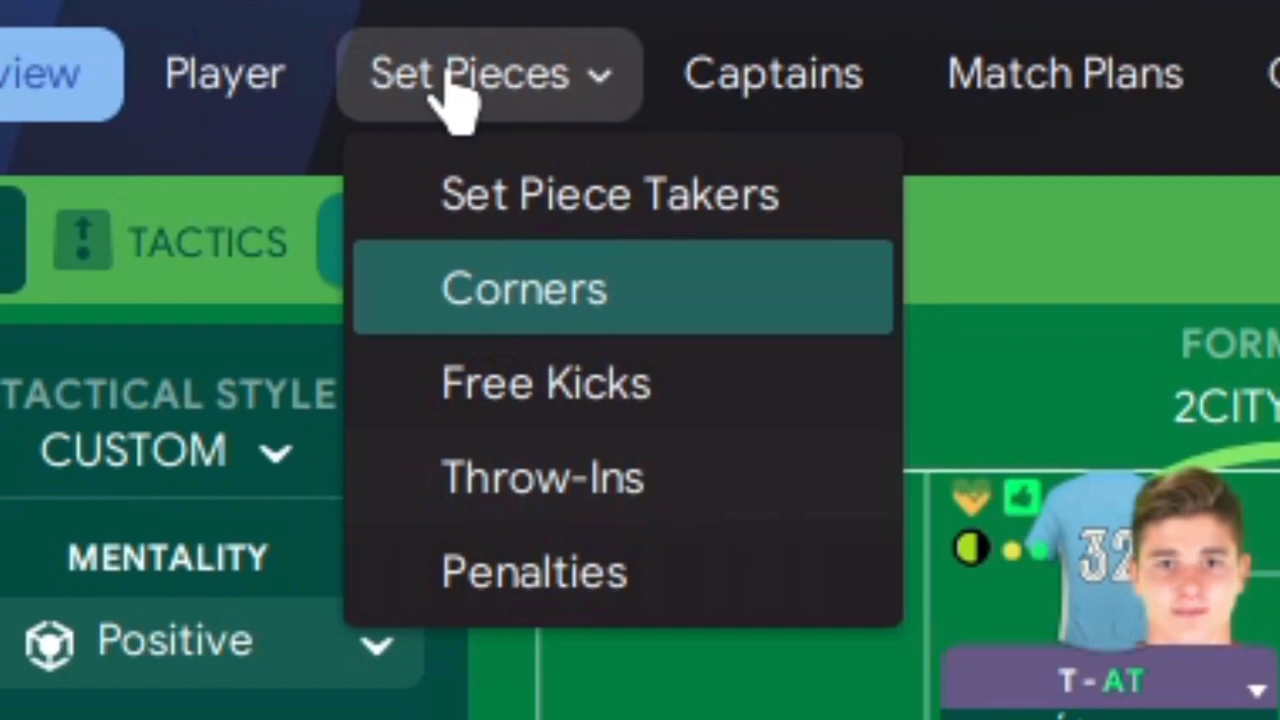 view Player Set Pieces Captains Match Plans
Set Piece Takers
TACTICS
Corners
FORM
Free Kicks
TACTICAL STYLE
2CITY
CUSTOM
Throw-Ins
32
MENTALITY
Penalties
Positive
T - AT